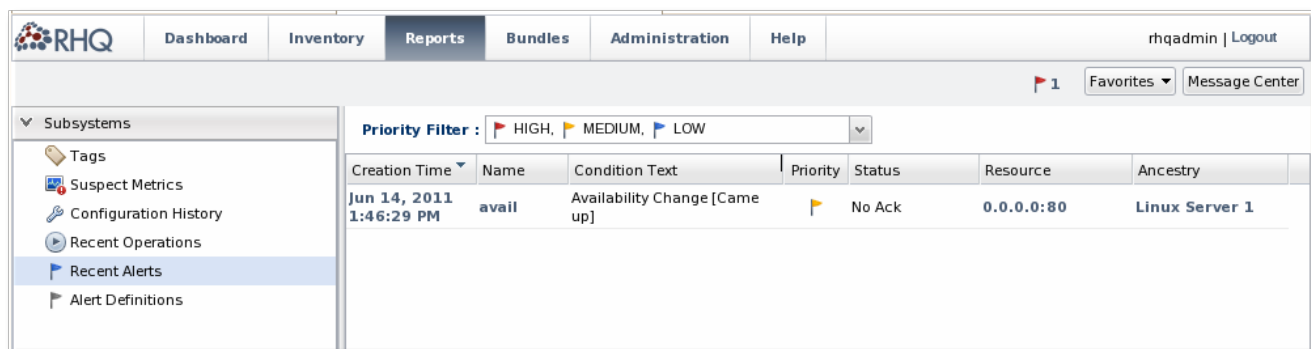 RHQ Dashboard Inventory Reports Bundles Administration Help rhqadmin | Logout
1 Favorites Message Center
Subsystems
Tags
Suspect Metrics
Configuration History
Recent Operations
Recent Alerts
Alert Definitions
Priority Filter : HIGH, MEDIUM, LOW
Creation Time Name Condition Text Priority Status Resource Ancestry
Jun 14, 2011
1:46:29 PM avail Availability Change [Came
up] No Ack 0.0.0.0:80 Linux Server 1